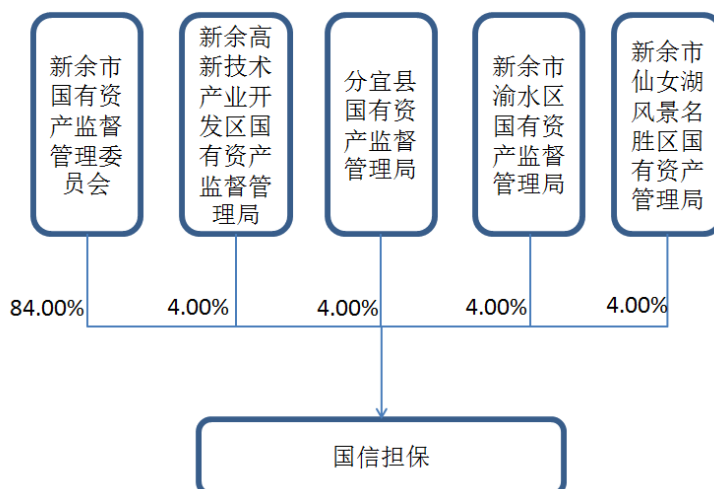 新余市
国有资
产监督
管理委
员会
新余高
新技术
产业开
发区国
有资产
监督管
理局
分宜县
国有资
产监督
管理局
新余市
渝水区
国有资
产监督
管理局
新余市
仙女湖
风景名
胜区国
有资产
管理局
84.00%
4.00%
4.00%
4.00%
4.00%
国信担保